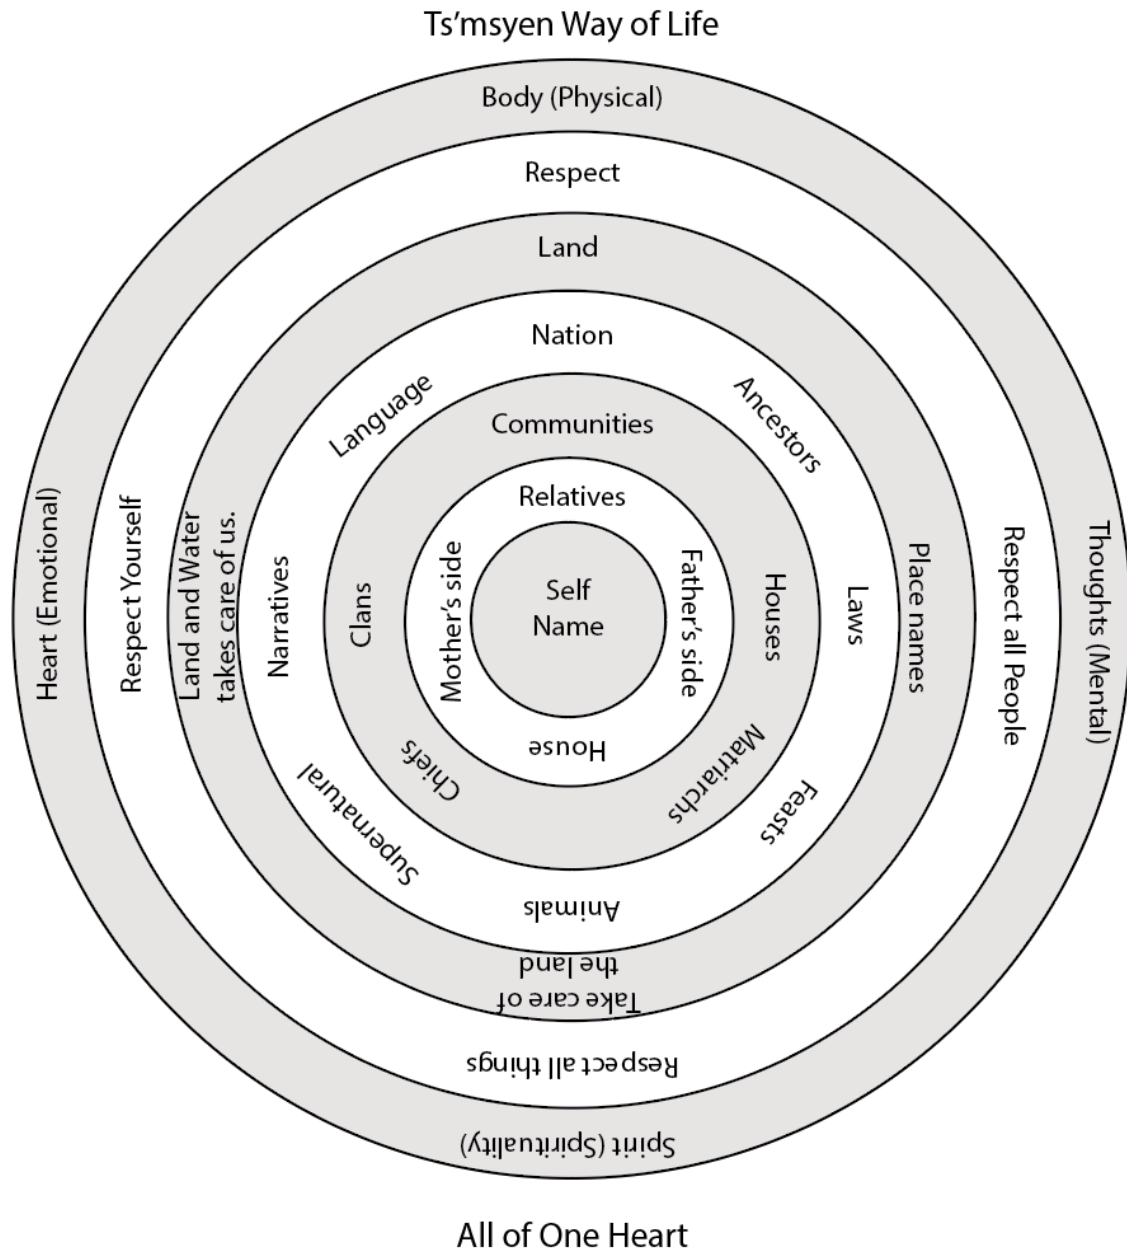 Ts'msyen Way of Life
Body (Physical)
Respect
Land
Nation
Language
Ancestors
Communities
Relatives
Self
Name
Heart (Emotional)
Respect Yourself
Land and Water
takes care of us.
Narratives
Clans
Mother's side
Father's side
Houses
Laws
Place names
Respect all People
Thoughts (Mental)
House
Chiefs
Matriarchs
Supernatural
Feasts
Animals
Take care of
the land
Respect all things
Spirit (Spirituality)
All of One Heart